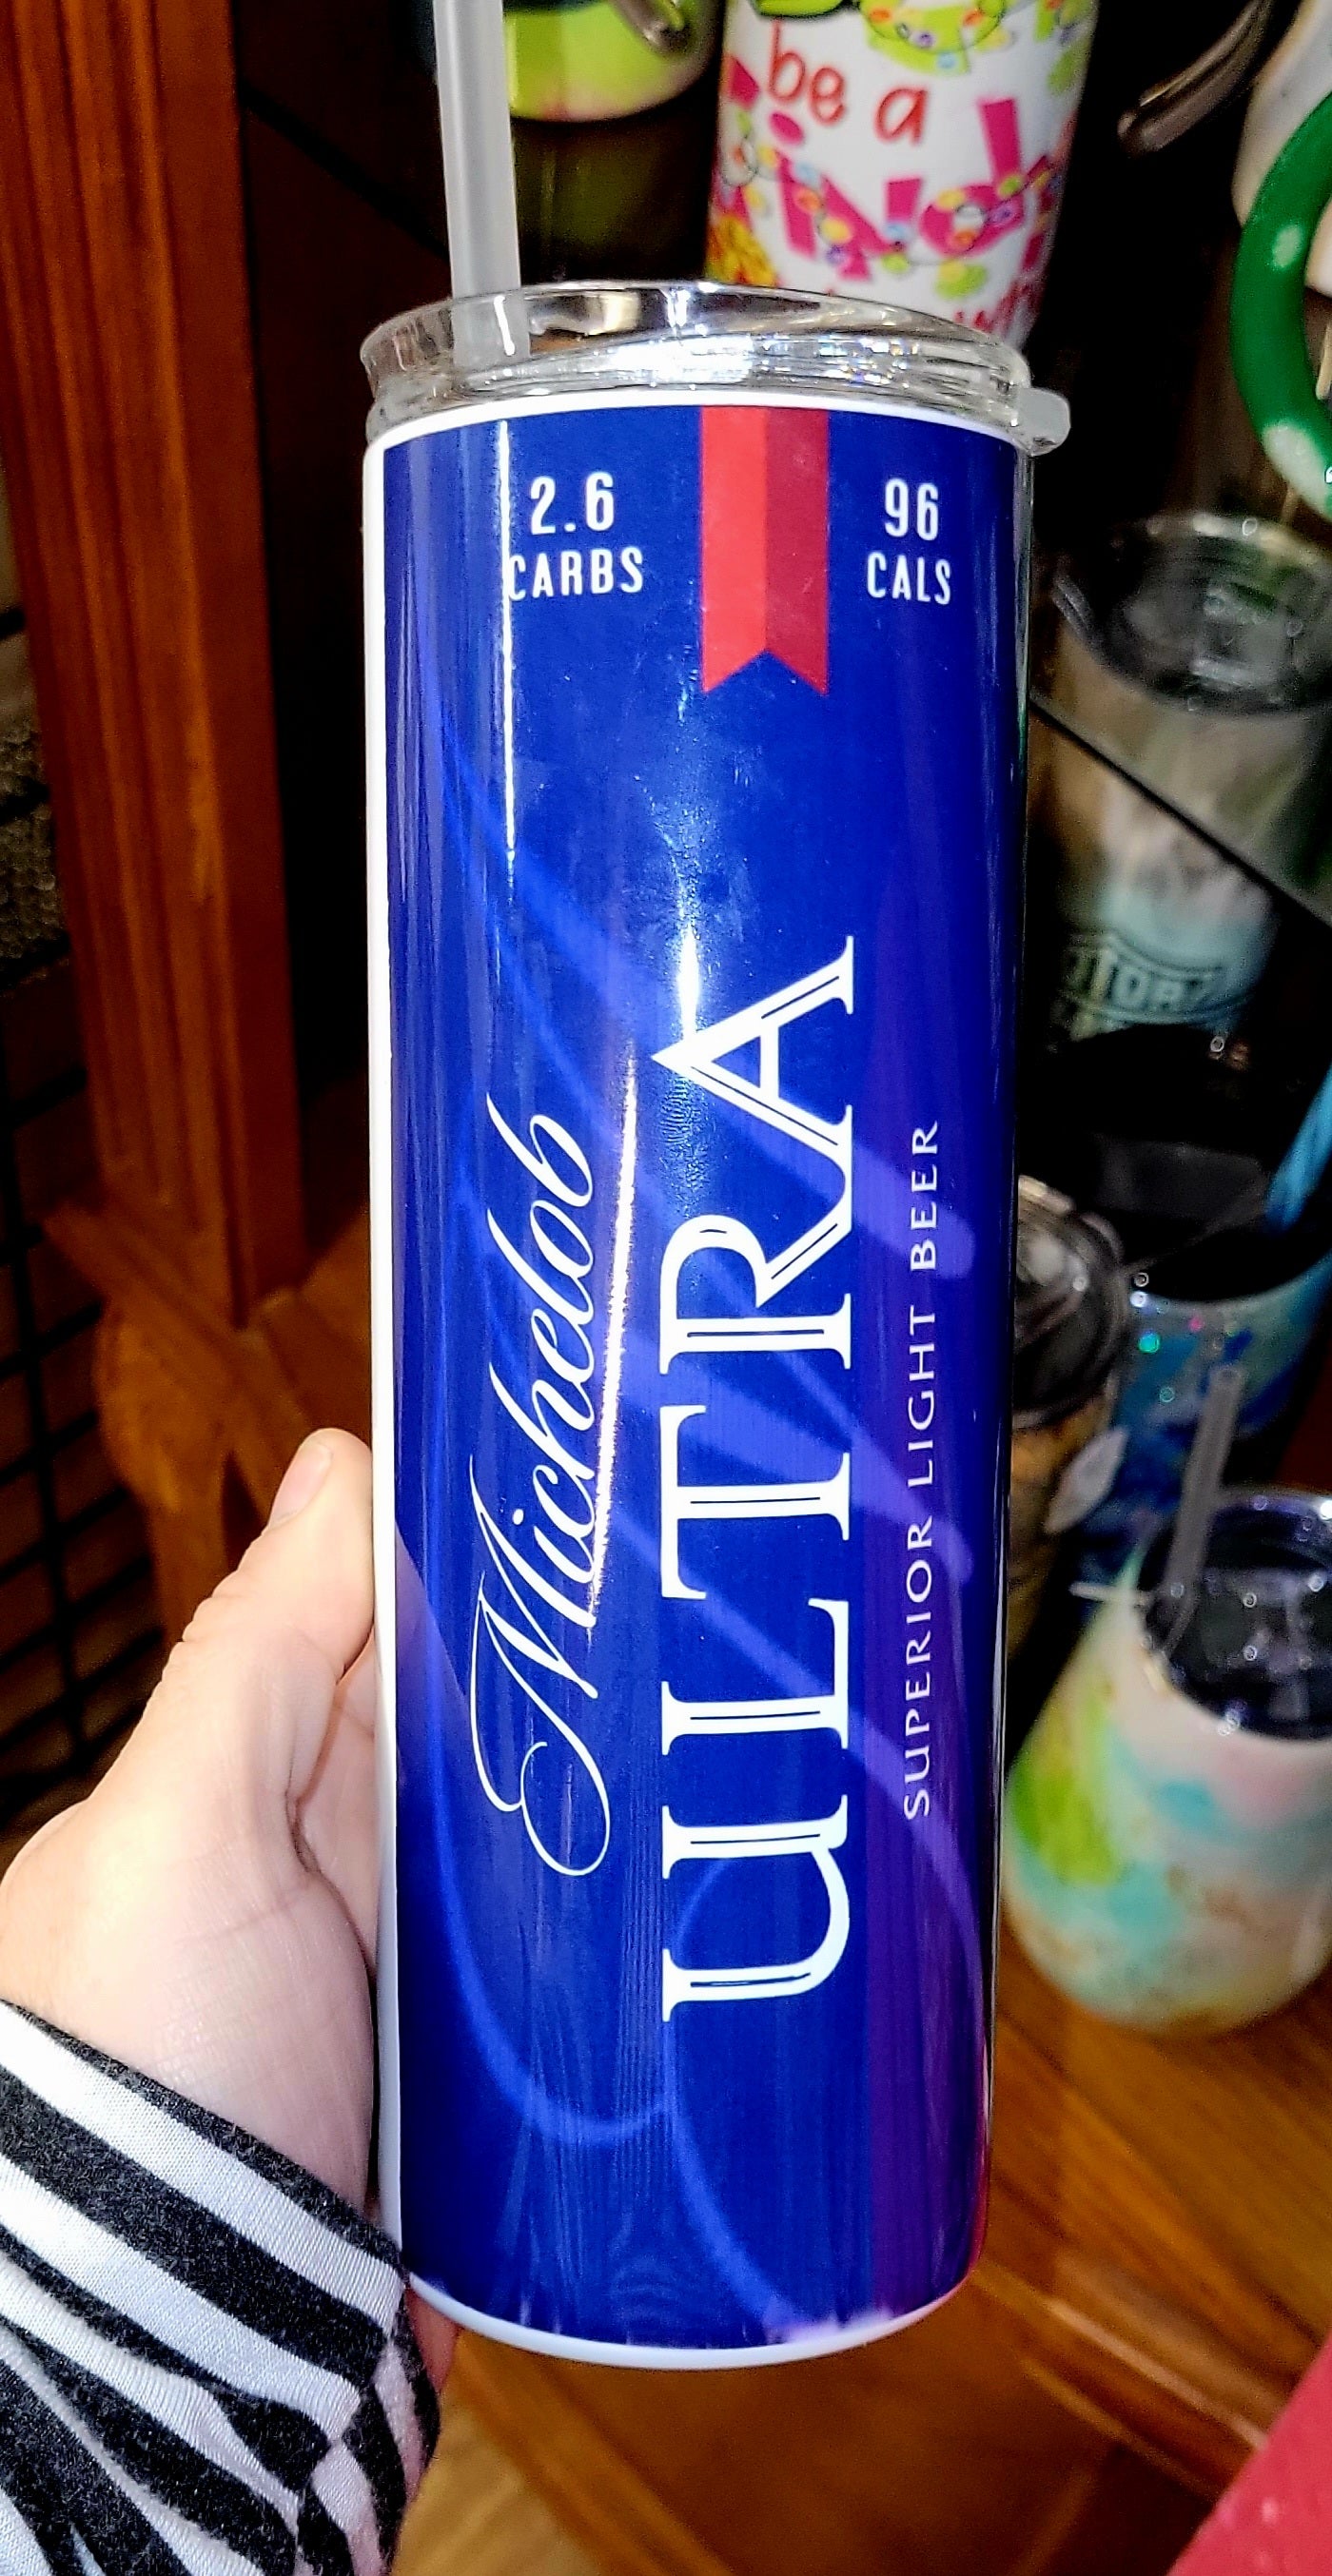 be a
2.6
CARBS
96
CALS
Michelob
ULTRA
SUPERIOR LIGHT BEER